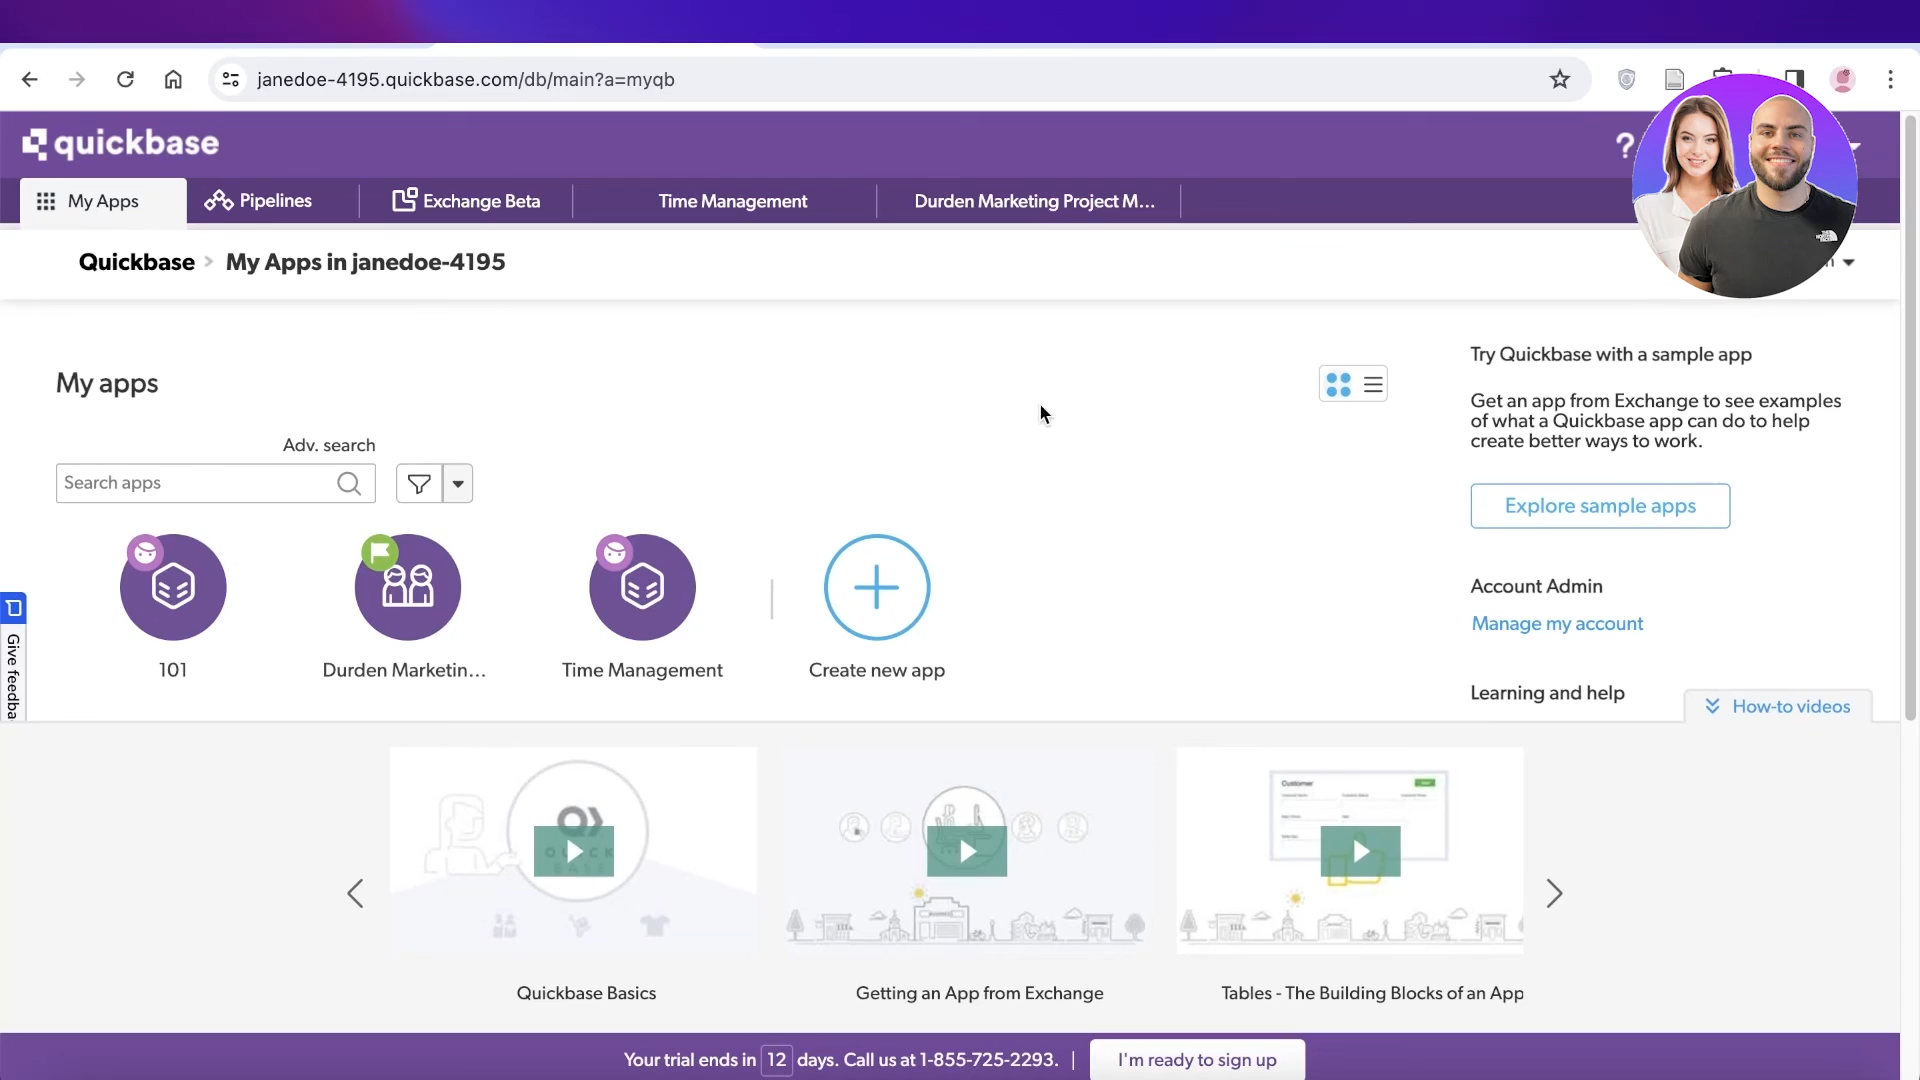 janedoe-4195.quickbase.com/db/main?a=myqb
quickbase
?
My Apps
Pipelines
Exchange Beta
Time Management
Durden Marketing Project M...
Quickbase > My Apps in janedoe-4195
My apps
Adv. search
Search apps
101
Durden Marketin...
Time Management
Create new app
Try Quickbase with a sample app
Get an app from Exchange to see examples
of what a Quickbase app can do to help
create better ways to work.
Explore sample apps
Account Admin
Manage my account
Learning and help
How-to videos
Give feedba
Customer
Quickbase Basics
Getting an App from Exchange
Tables - The Building Blocks of an App
Your trial ends in 12 days. Call us at 1-855-725-2293. |
I'm ready to sign up